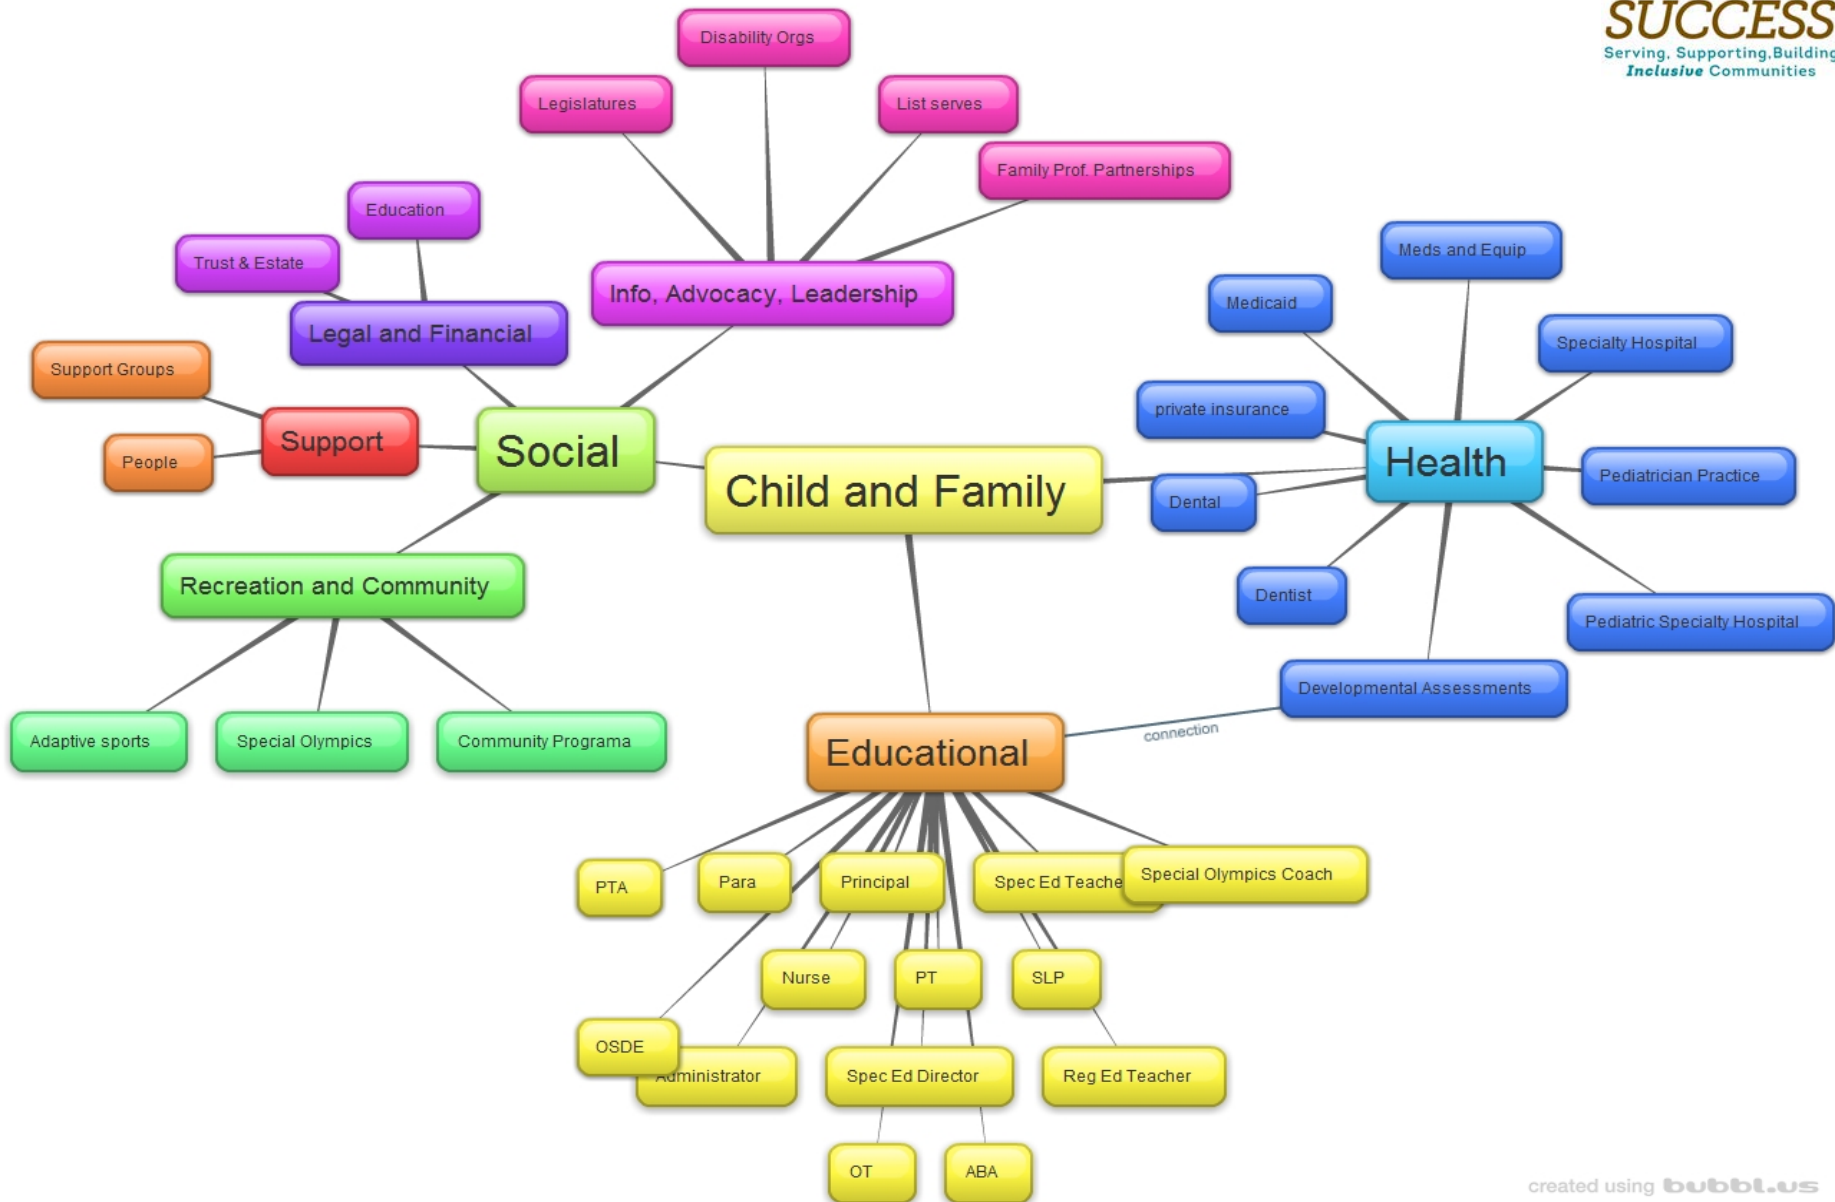 SUCCESS
Serving, Supporting,Building
Inclusive Communities
Disability Orgs
Legislatures
List serves
Family Prof. Partnerships
Education
Trust & Estate
Legal and Financial
Info, Advocacy, Leadership
Support Groups
People
Support
Social
Child and Family
Recreation and Community
Adaptive sports
Special Olympics
Community Programa
Meds and Equip
Medicaid
Specialty Hospital
private insurance
Health
Pediatrician Practice
Dental
Dentist
Pediatric Specialty Hospital
Developmental Assessments
connection
Educational
PTA
Para
Principal
Spec Ed Teache
Special Olympics Coach
Nurse
PT
SLP
OSDE
Administrator
Spec Ed Director
Reg Ed Teacher
OT
ABA
created using bubbl.us